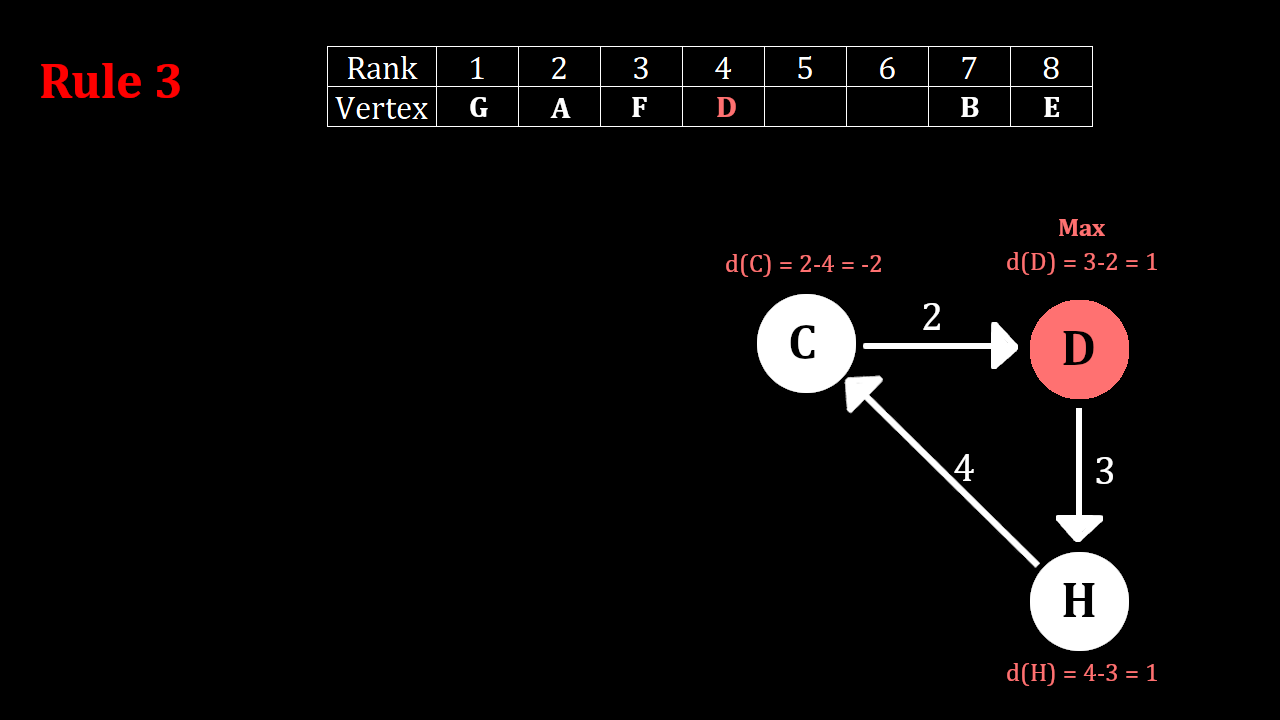 Rule 3
Rank 1 2 3 4 5 6 7 8
Vertex G A F D B E
Max
d(C) = 2-4 = -2
d(D) = 3-2 = 1
2
C
D
4
3
H
d(H) = 4-3 = 1